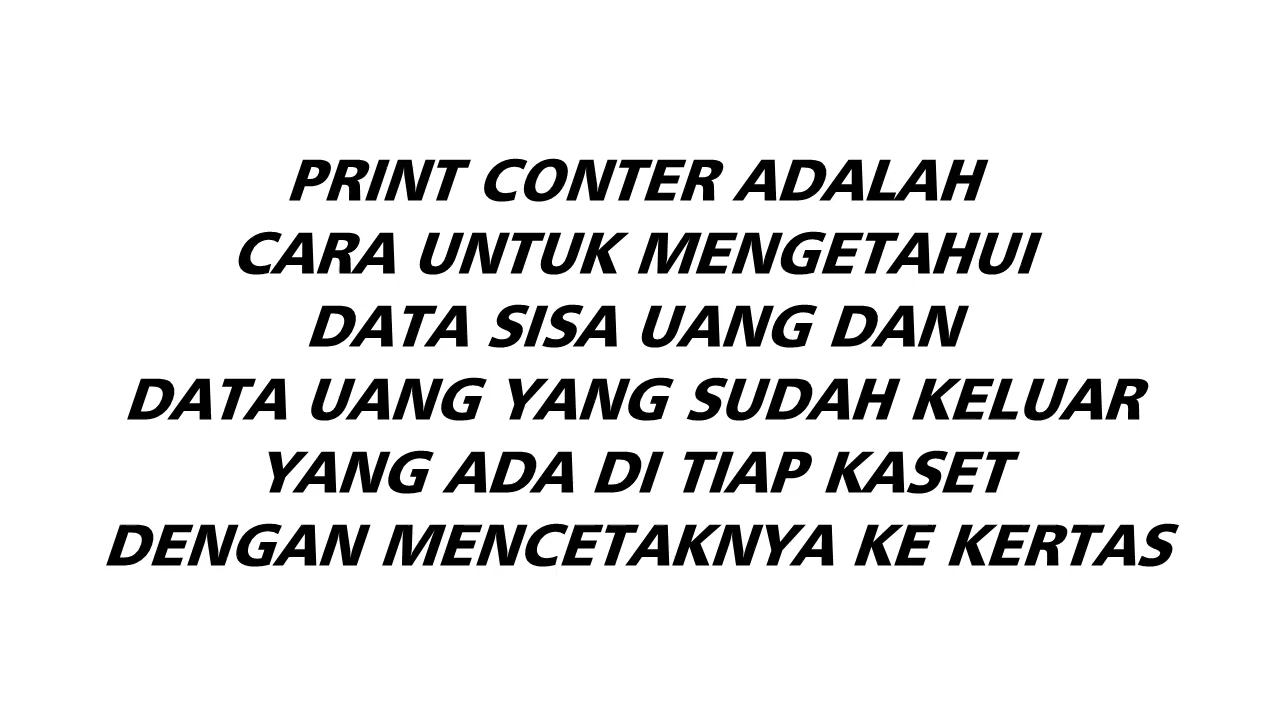 PRINT CONTER ADALAH
CARA UNTUK MENGETAHUI
DATA SISA UANG DAN
DATA UANG YANG SUDAH KELUAR
YANG ADA DI TIAP KASET
DENGAN MENCETAKNYA KE KERTAS